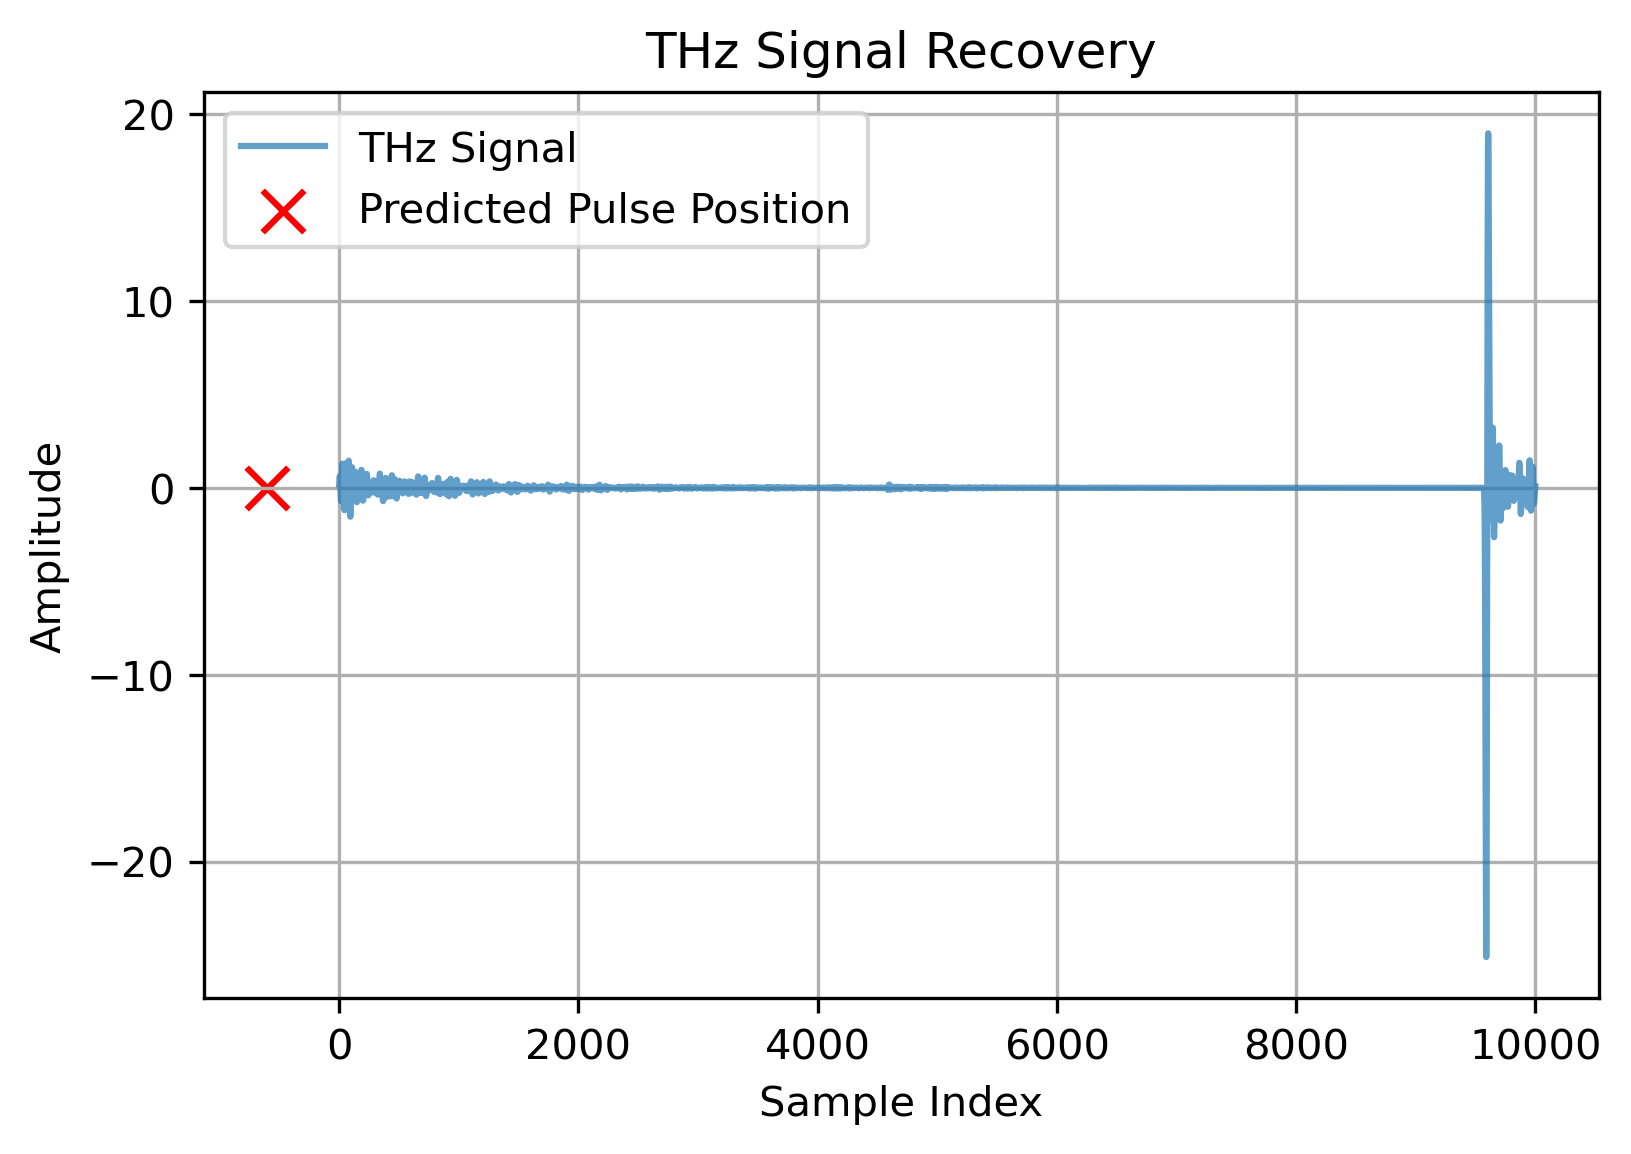 THz Signal Recovery
20
10
0
−10
−20
Amplitude
THz Signal
Predicted Pulse Position
0 2000 4000 6000 8000 10000
Sample Index